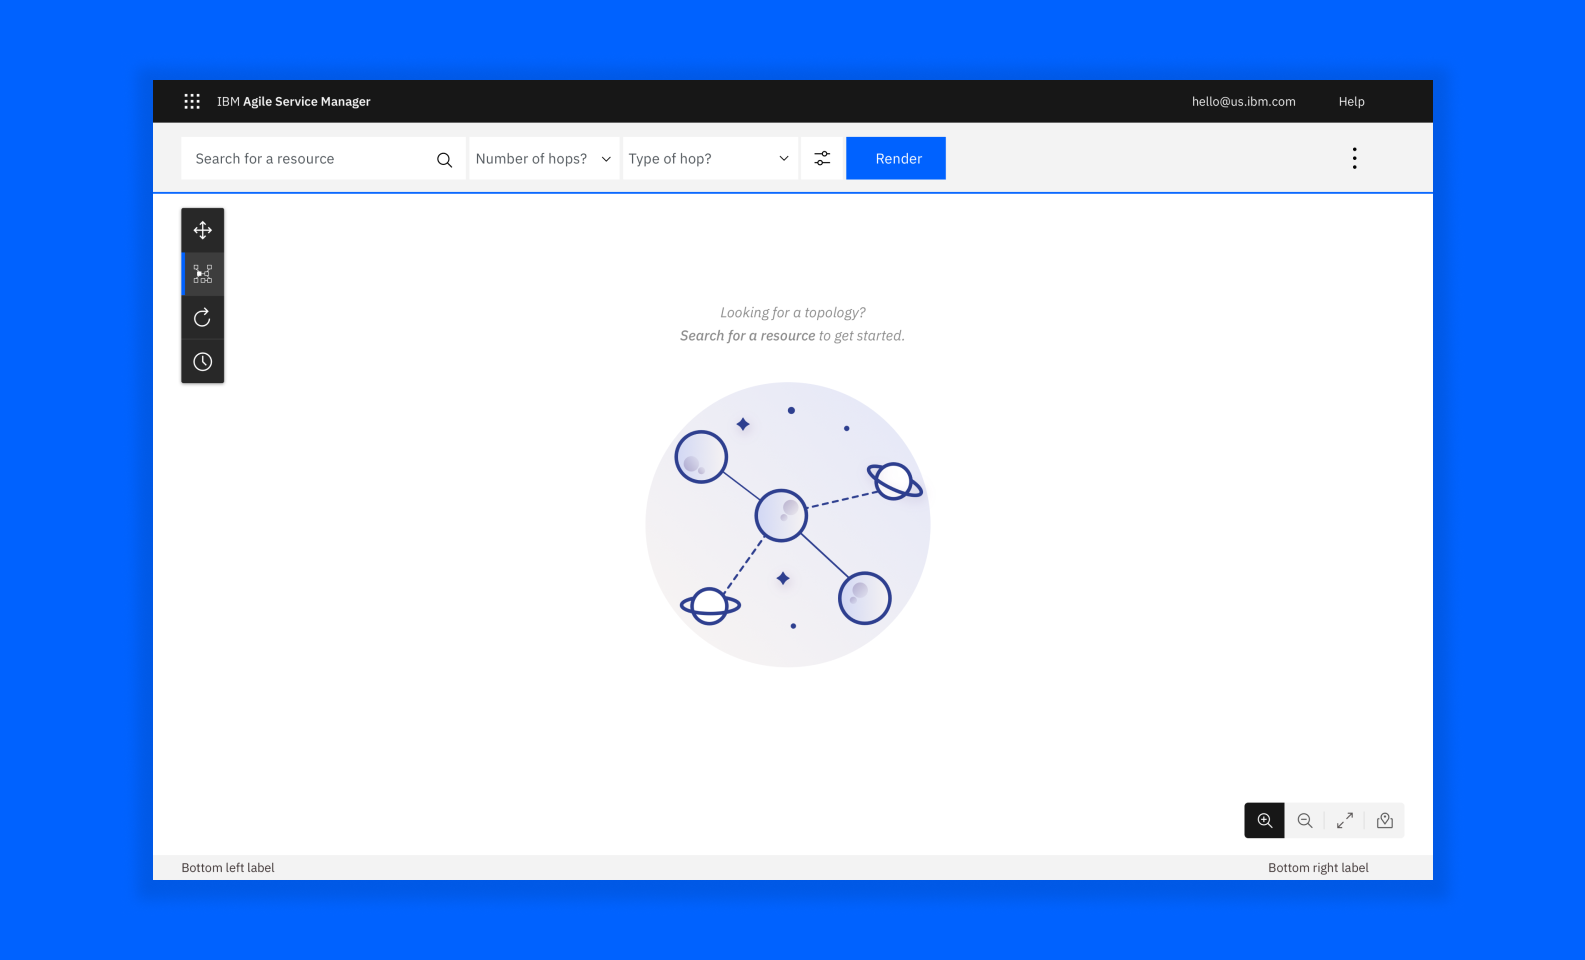 IBM Agile Service Manager
hello@us.ibm.com
Help
Search for a resource
Number of hops?
Type of hop?
Render
Looking for a topology?
Search for a resource to get started.
Bottom left label
Bottom right label